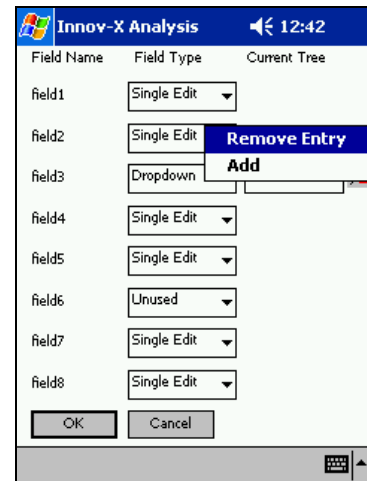 Innov-X Analysis 12:42
Field Name Field Type Current Tree
field1 Single Edit
field2 Single Edit
Remove Entry
Add
field3 Dropdown
field4 Single Edit
field5 Single Edit
field6 Unused
field7 Single Edit
field8 Single Edit
OK Cancel